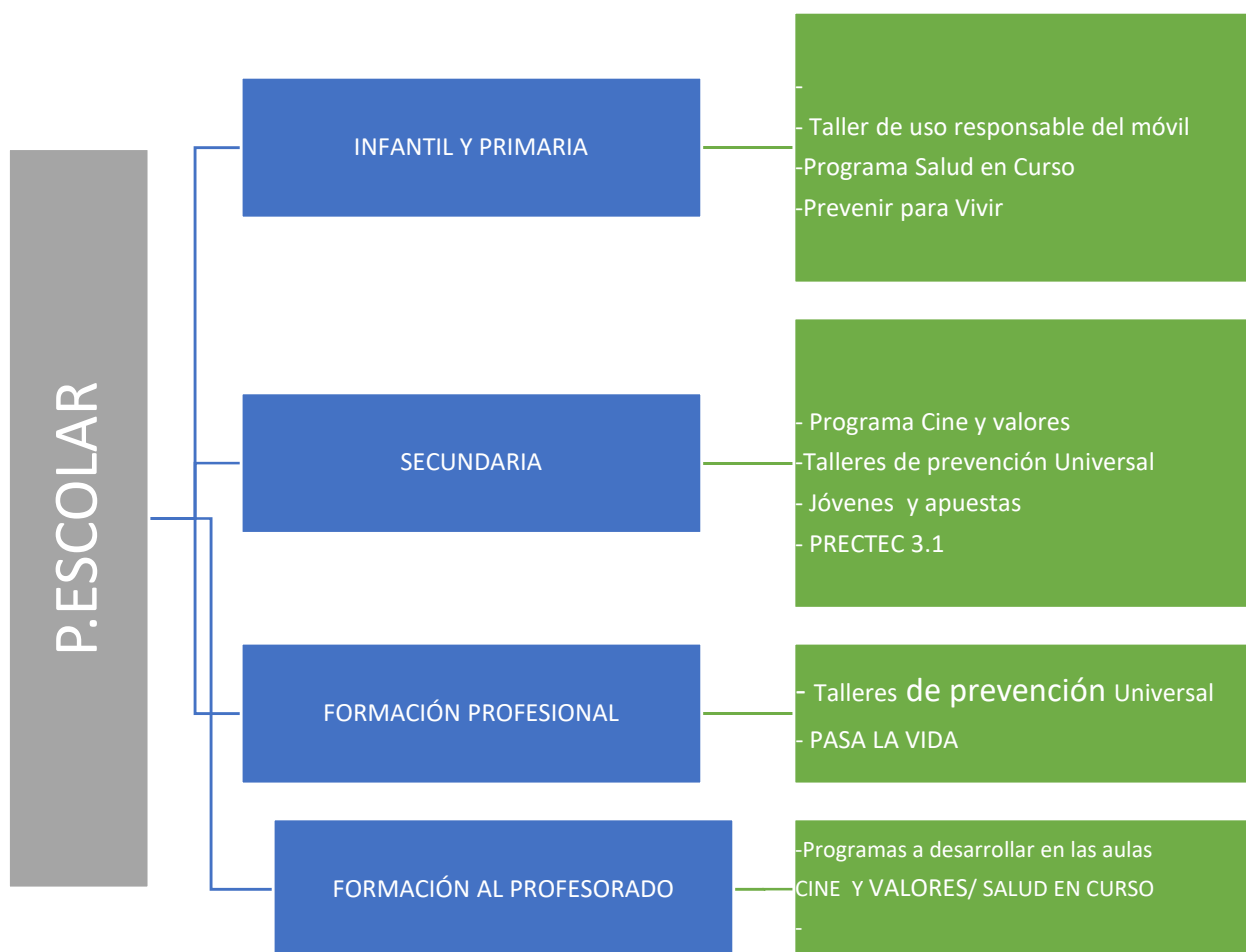 P.ESCOLAR
INFANTIL Y PRIMARIA
-
- Taller de uso responsable del móvil
-Programa Salud en Curso
-Prevenir para Vivir
SECUNDARIA
- Programa Cine y valores
-Talleres de prevención Universal
- Jóvenes  y apuestas
- PRECTEC 3.1
FORMACIÓN PROFESIONAL
- Talleres de prevención Universal
- PASA LA VIDA
FORMACIÓN AL PROFESORADO
-Programas a desarrollar en las aulas
CINE  Y VALORES/ SALUD EN CURSO
-